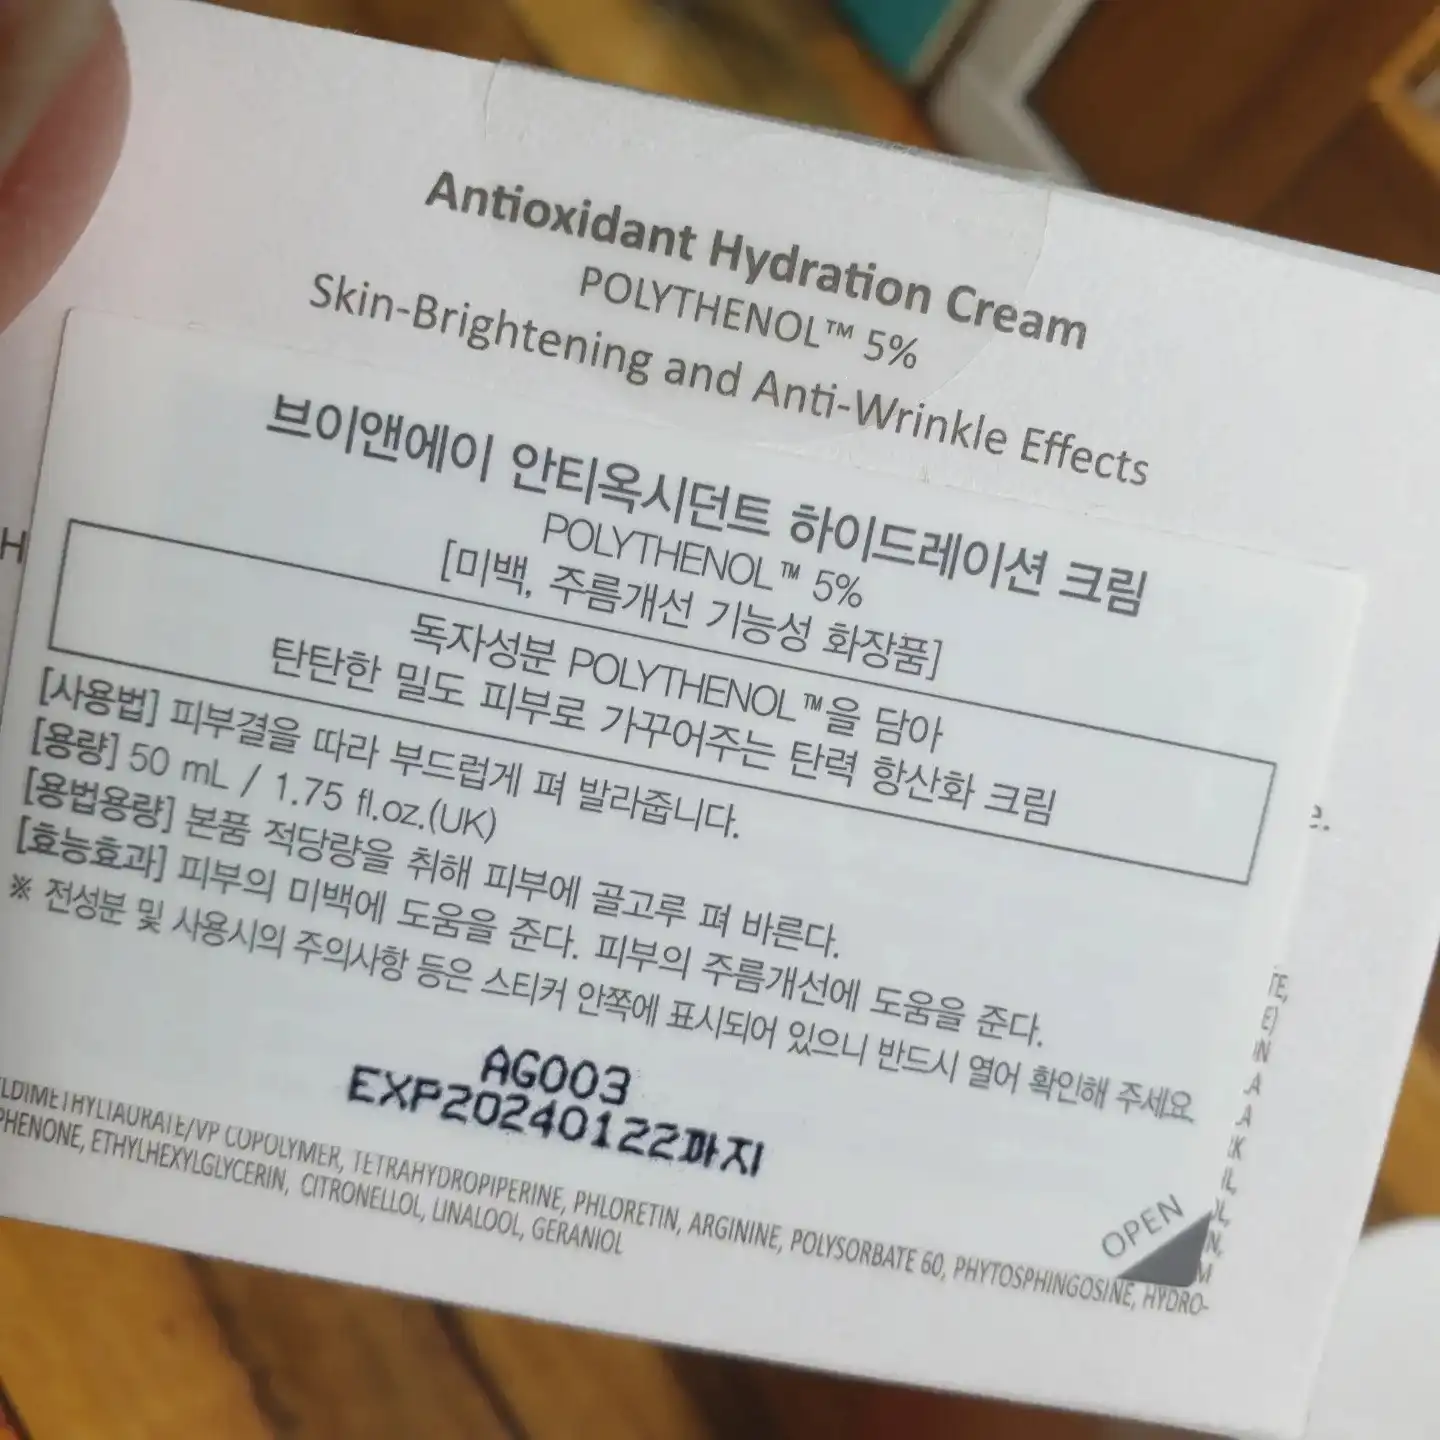 Antioxidant Hydration Cream
POLYTHENOL™ 5%
Skin-Brightening and Anti-Wrinkle Effects
브이앤에이 안티옥시던트 하이드레이션 크림
POLYTHENOL™ 5%
[미백, 주름개선 기능성 화장품]
독자성분 POLYTHENOL™을 담아
탄탄한 밀도 피부로 가꾸어주는 탄력 항산화 크림
[사용법] 피부결을 따라 부드럽게 펴 발라줍니다.
[용량] 50 mL / 1.75 fl.oz.(UK)
[용법용량] 본품 적당량을 취해 피부에 골고루 펴 바른다.
[효능효과] 피부의 미백에 도움을 준다. 피부의 주름개선에 도움을 준다.
※ 전성분 및 사용시의 주의사항 등은 스티커 안쪽에 표시되어 있으니 반드시 열어 확인해 주세요.
AG003
EXP20240122까지
OPEN
LDIMETHYLTAURATE/VP COPOLYMER, TETRAHYDROPIPERINE, PHLORETIN, ARGININE, POLYSORBATE 60, PHYTOSPHINGOSINE, HYDRO-
PHENONE, ETHYLHEXYLGLYCERIN, CITRONELLOL, LINALOOL, GERANIOL